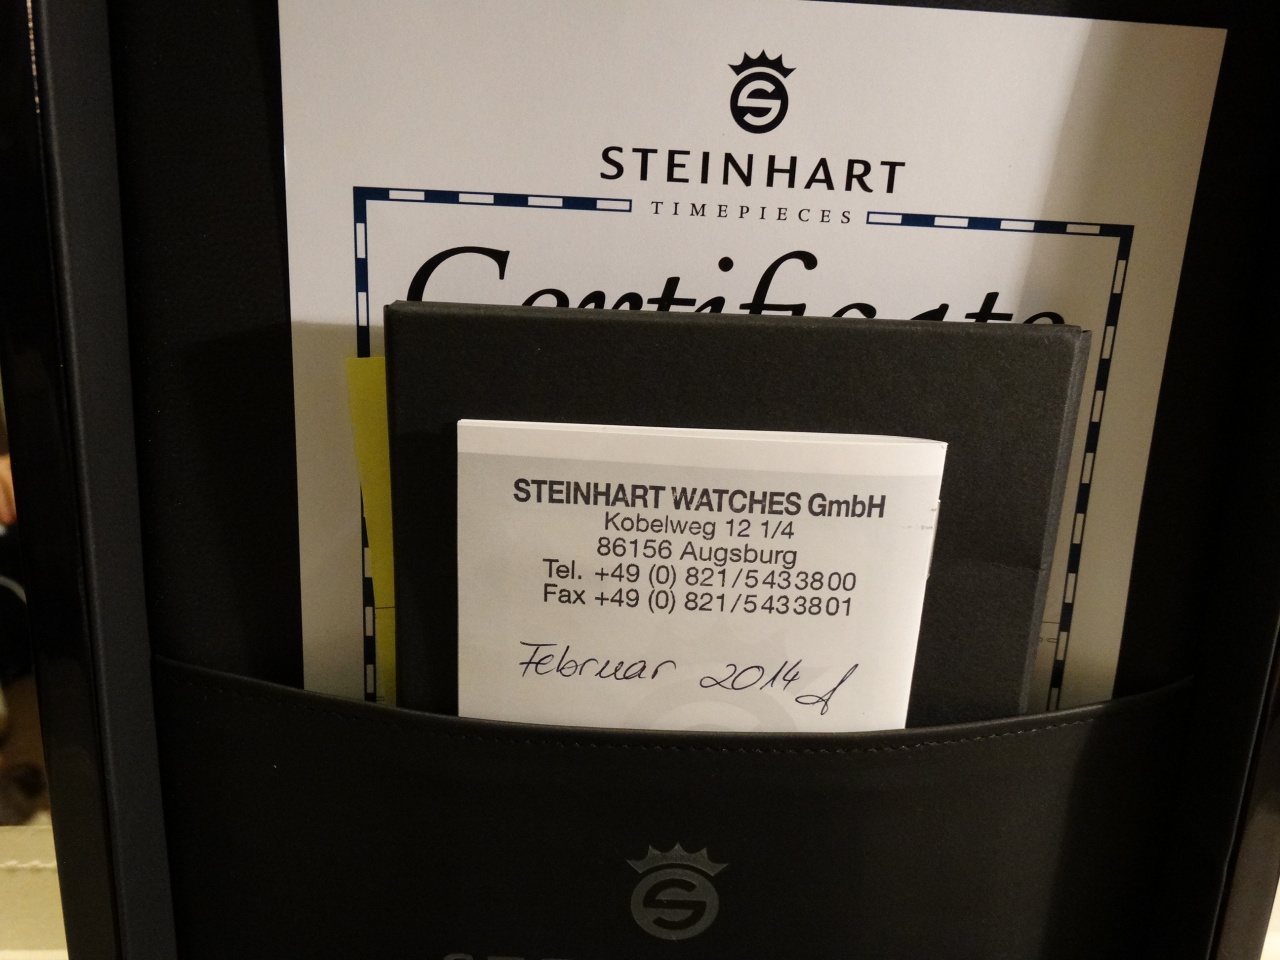 STEINHART
TIMEPIECES
Certificate
STEINHART WATCHES GmbH
Kobelweg 12 1/4
86156 Augsburg
Tel. +49 (0) 821/5433800
Fax +49 (0) 821/5433801
Februar 2014